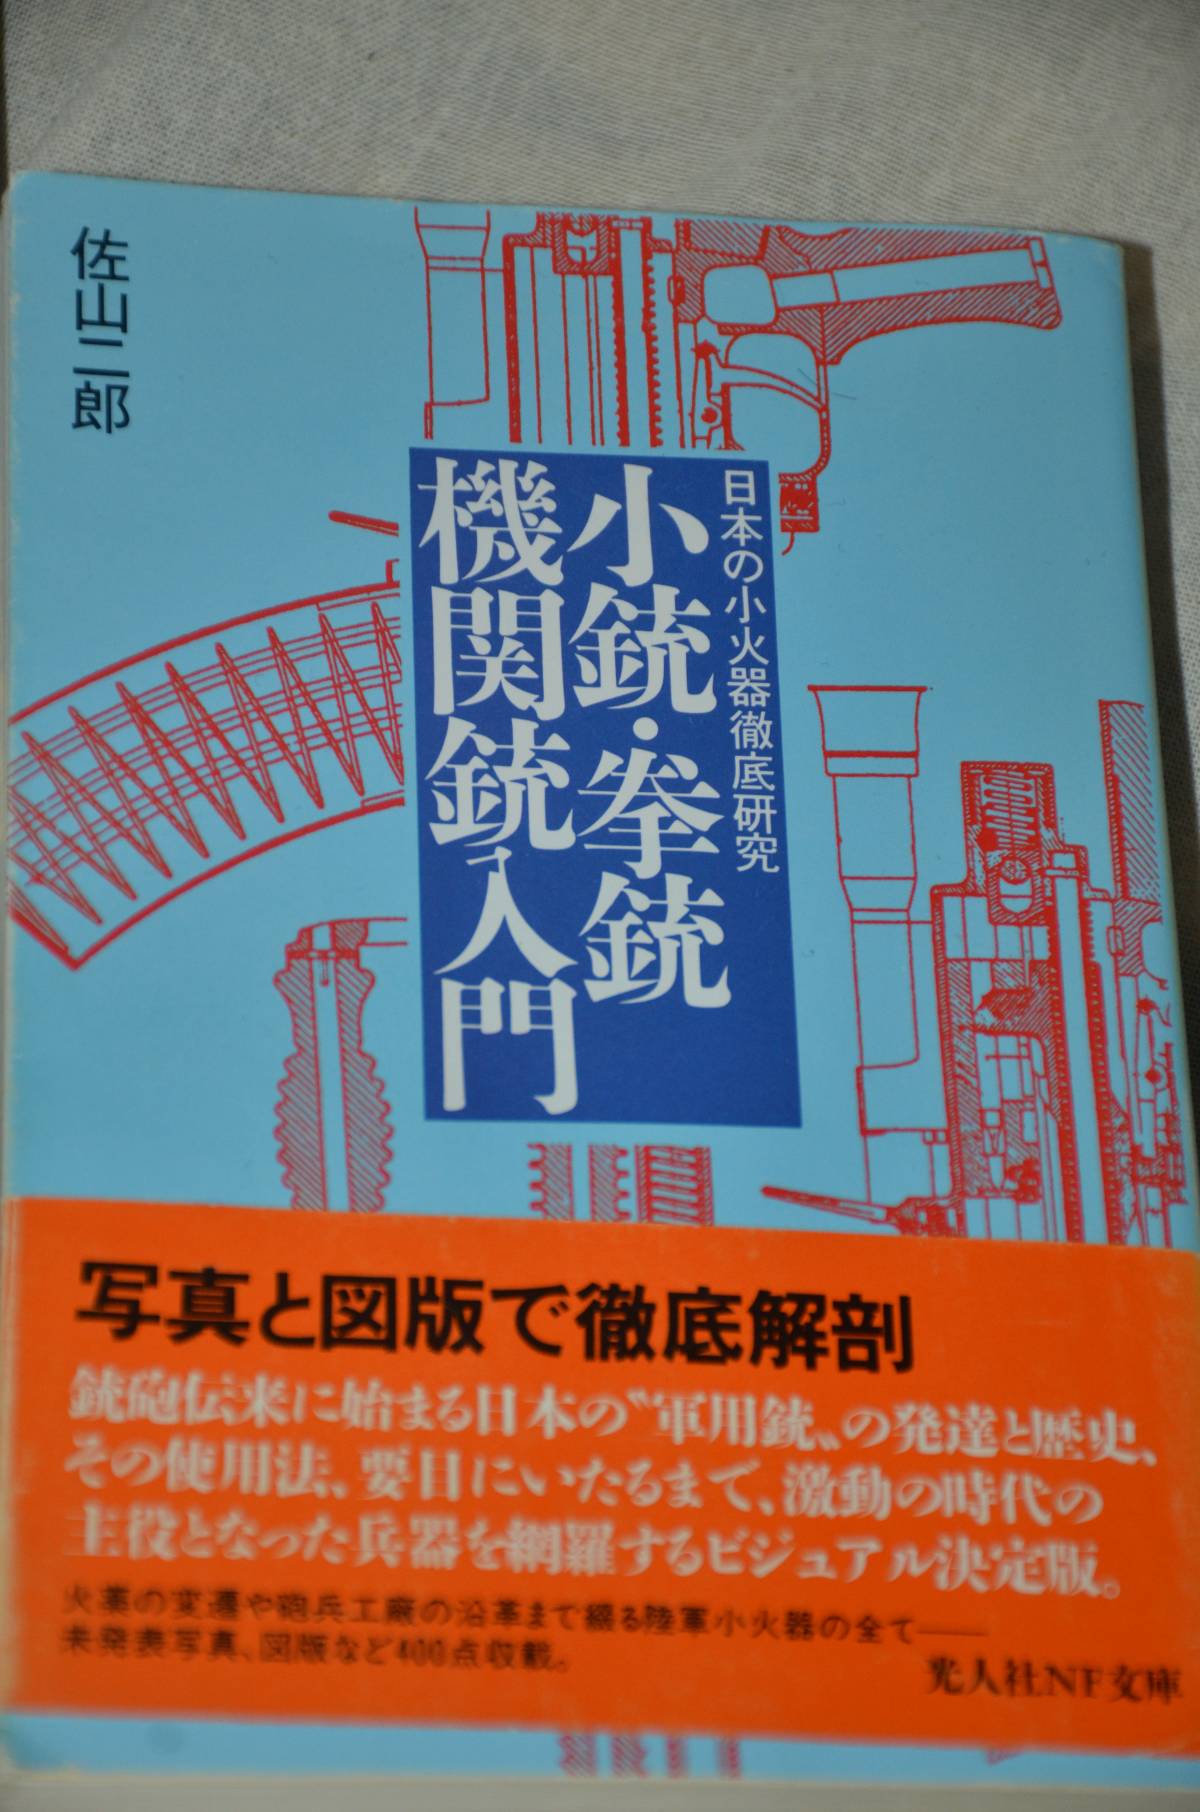 佐山二郎
日本の小火器徹底研究
小銃・拳銃
機関銃入門
写真と図版で徹底解剖
銃砲伝来に始まる日本の〝軍用銃〟の発達と歴史、
その使用法、要目にいたるまで、激動の時代の
主役となった兵器を網羅するビジュアル決定版。
火薬の変遷や砲兵工廠の沿革まで綴る陸軍小火器の全て――
未発表写真、図版など400点収載。
光人社NF文庫